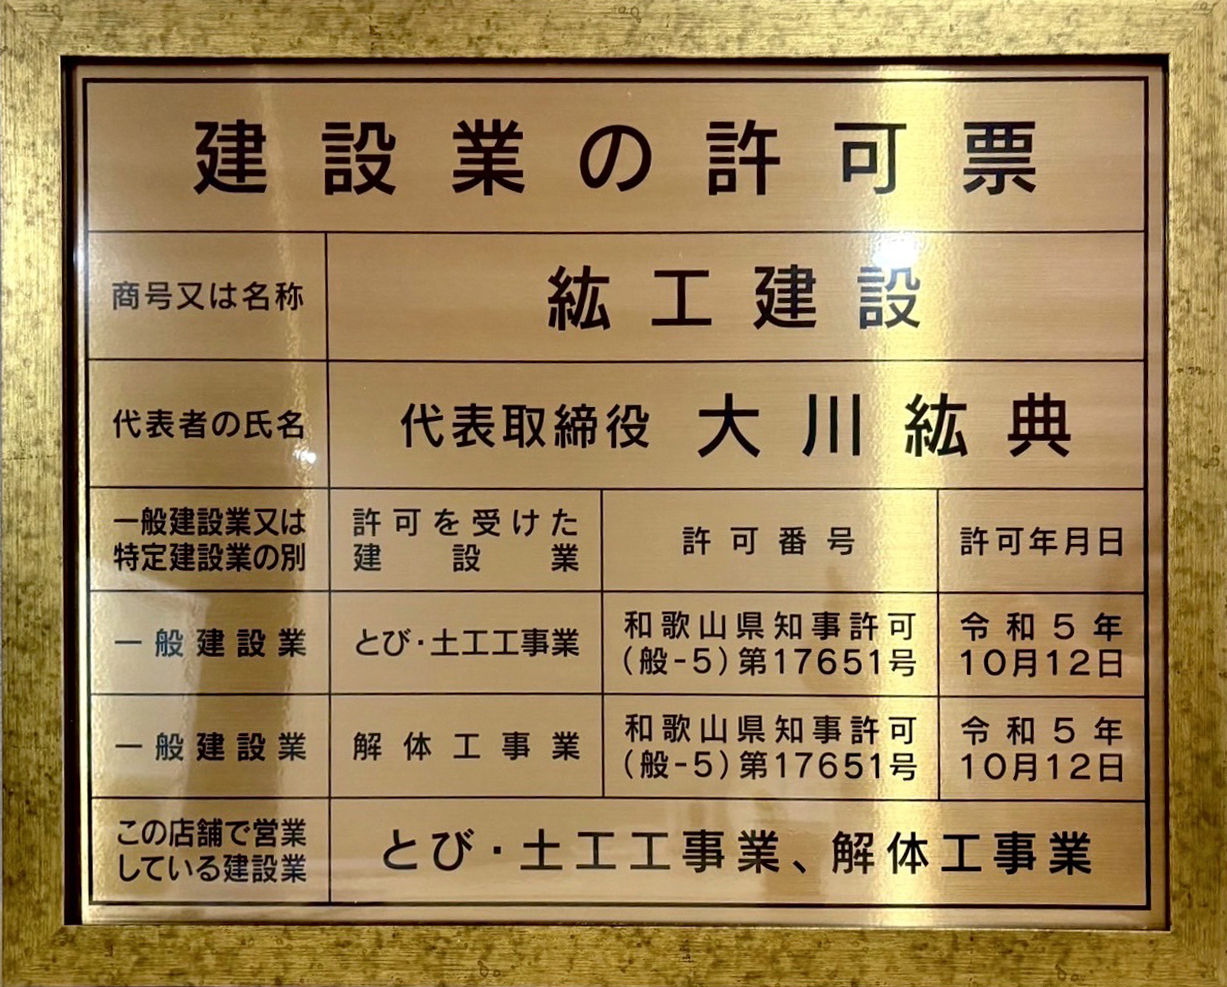 建設業の許可票
商号又は名称
紘工建設
代表者の氏名
代表取締役 大川紘典
一般建設業又は
特定建設業の別
許可を受けた
建設業
許可番号
許可年月日
一般建設業
とび・土工工事業
和歌山県知事許可
(般-5)第17651号
令和5年
10月12日
一般建設業
解体工事業
和歌山県知事許可
(般-5)第17651号
令和5年
10月12日
この店舗で営業
している建設業
とび・土工工事業、解体工事業